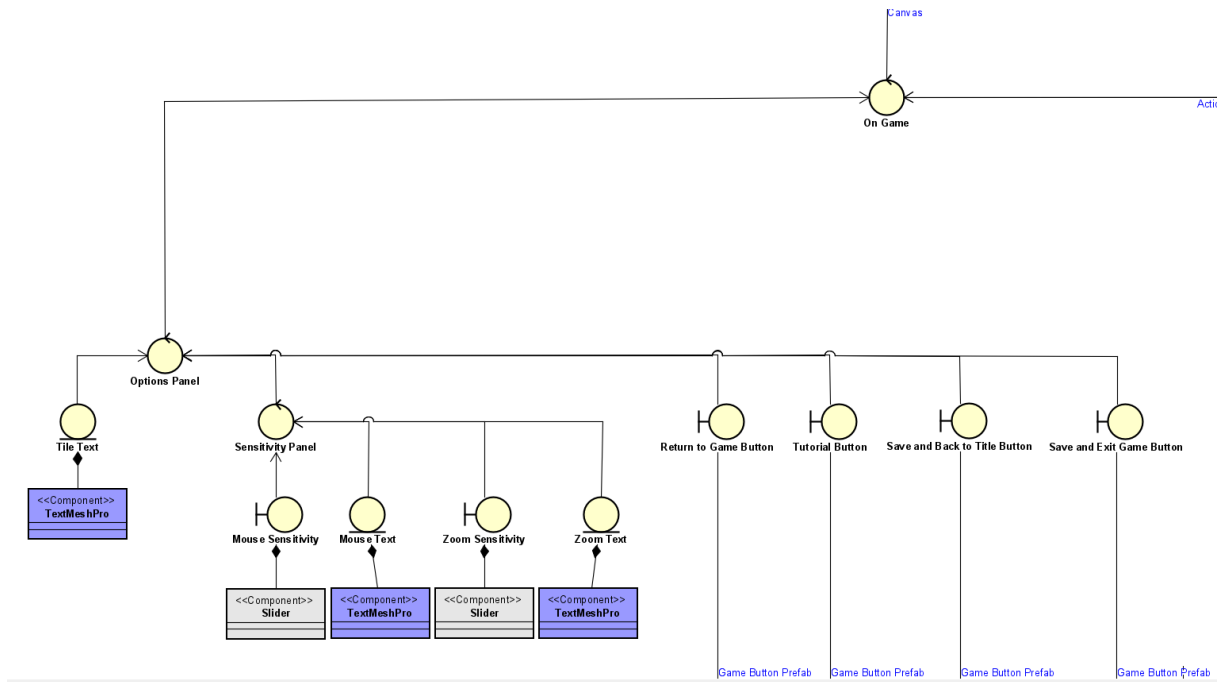 Canvas
Actio
On Game
Options Panel
Tile Text
Sensitivity Panel
Return to Game Button
Tutorial Button
Save and Back to Title Button
Save and Exit Game Button
<<Component>>
TextMeshPro
Mouse Sensitivity
Mouse Text
Zoom Sensitivity
Zoom Text
<<Component>>
Slider
<<Component>>
TextMeshPro
<<Component>>
Slider
<<Component>>
TextMeshPro
Game Button Prefab
Game Button Prefab
Game Button Prefab
Game Button Prefab